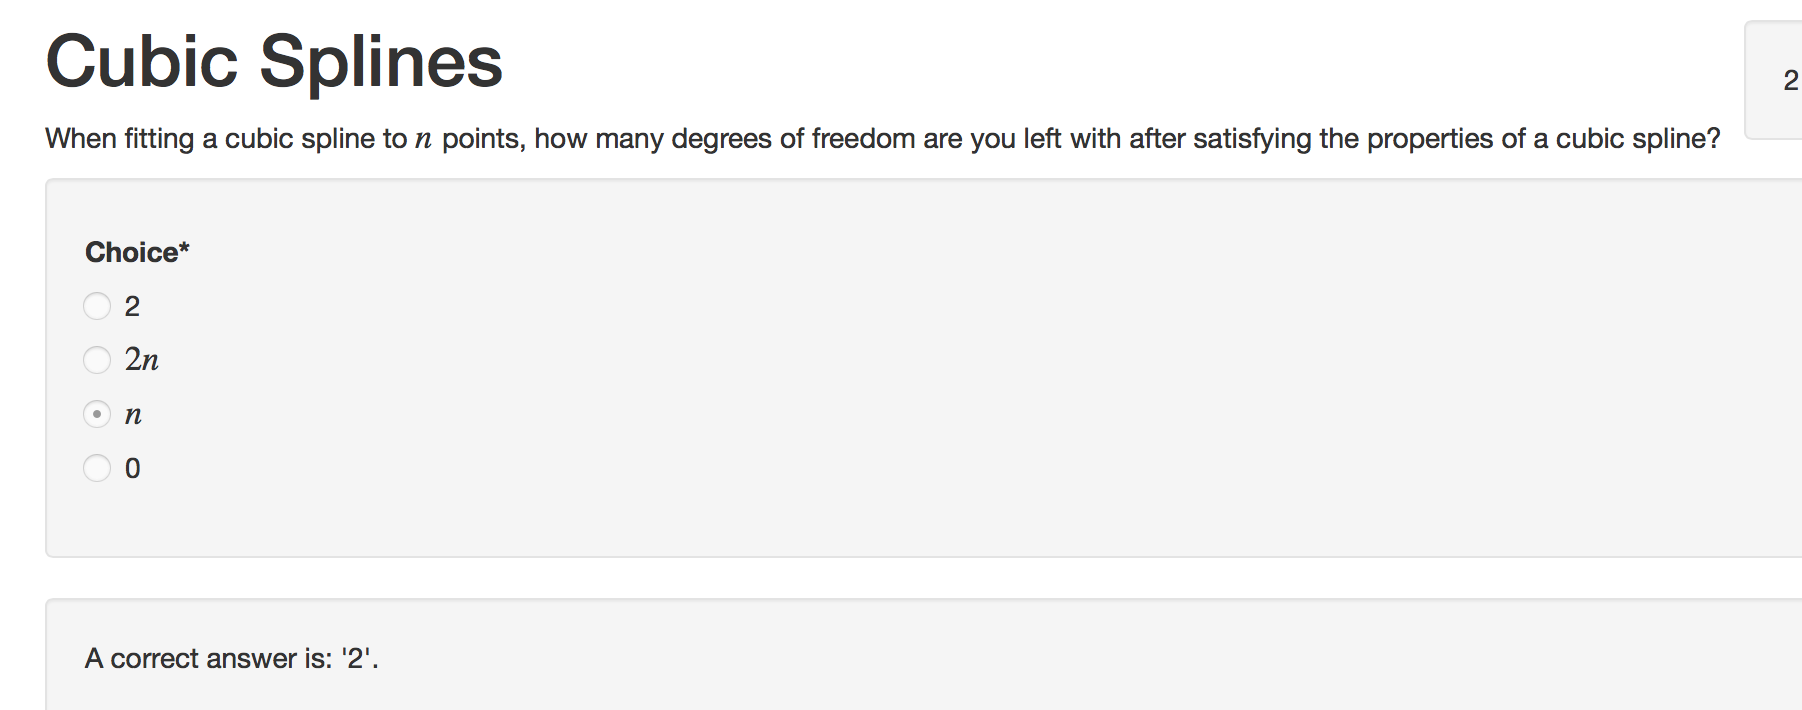 Cubic Splines
2
When fitting a cubic spline to n points, how many degrees of freedom are you left with after satisfying the properties of a cubic spline?
Choice*
2
2n
n
0
A correct answer is: '2'.